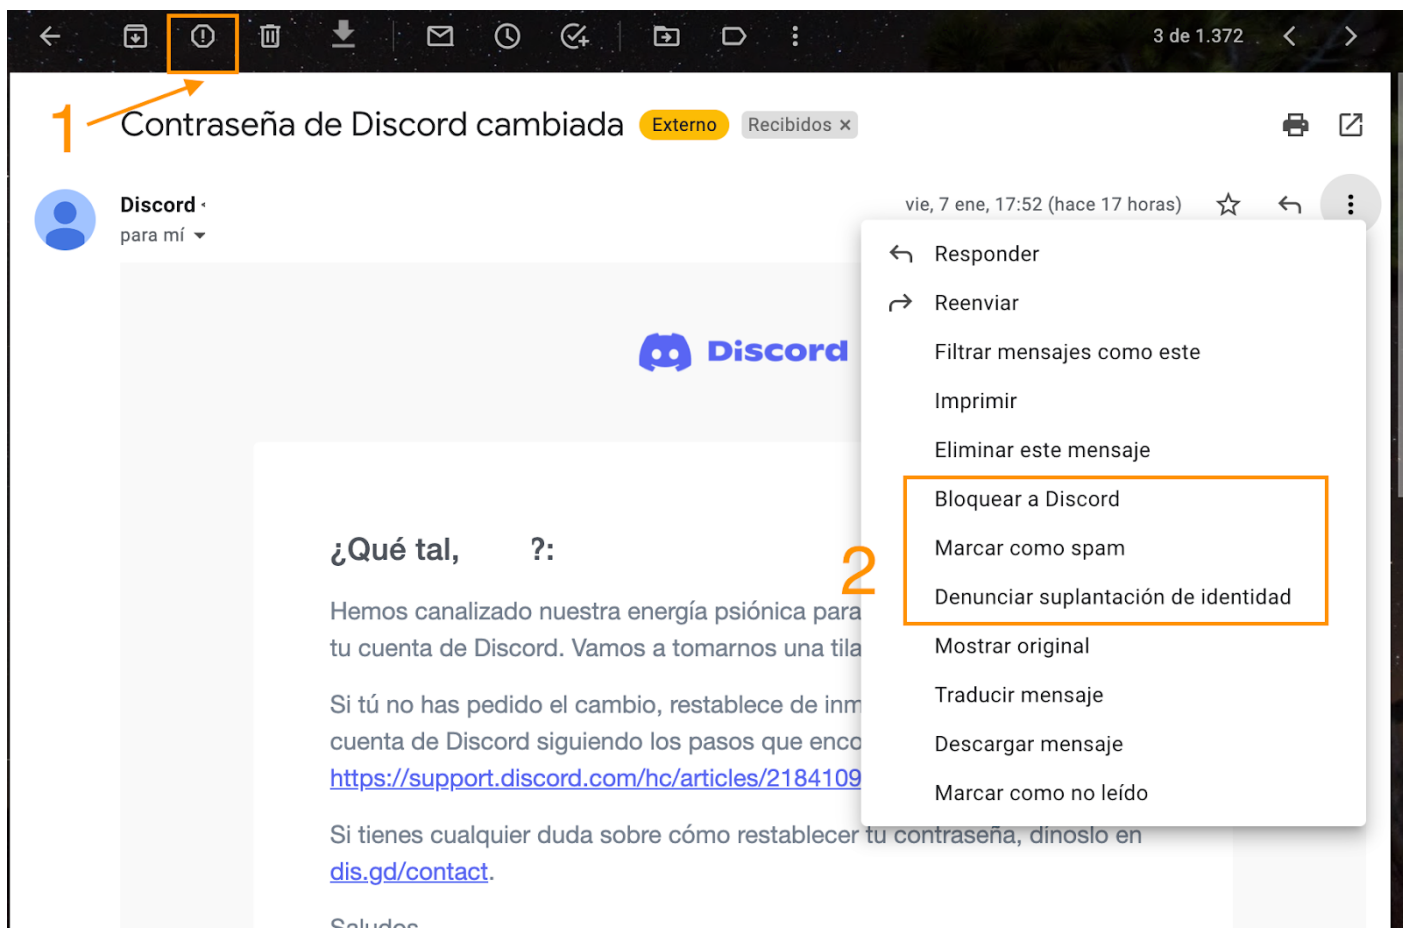 3 de 1.372
1
Contraseña de Discord cambiada Externo Recibidos ×
Discord
vie, 7 ene, 17:52 (hace 17 horas)
para mí
Discord
¿Qué tal, ?:
Hemos canalizado nuestra energía psiónica para
tu cuenta de Discord. Vamos a tomarnos una tila
Si tú no has pedido el cambio, restablece de inm
cuenta de Discord siguiendo los pasos que enco
https://support.discord.com/hc/articles/2184109
Si tienes cualquier duda sobre cómo restablecer tu contraseña, dínoslo en
dis.gd/contact.
Saludos
Responder
Reenviar
Filtrar mensajes como este
Imprimir
Eliminar este mensaje
2
Bloquear a Discord
Marcar como spam
Denunciar suplantación de identidad
Mostrar original
Traducir mensaje
Descargar mensaje
Marcar como no leído